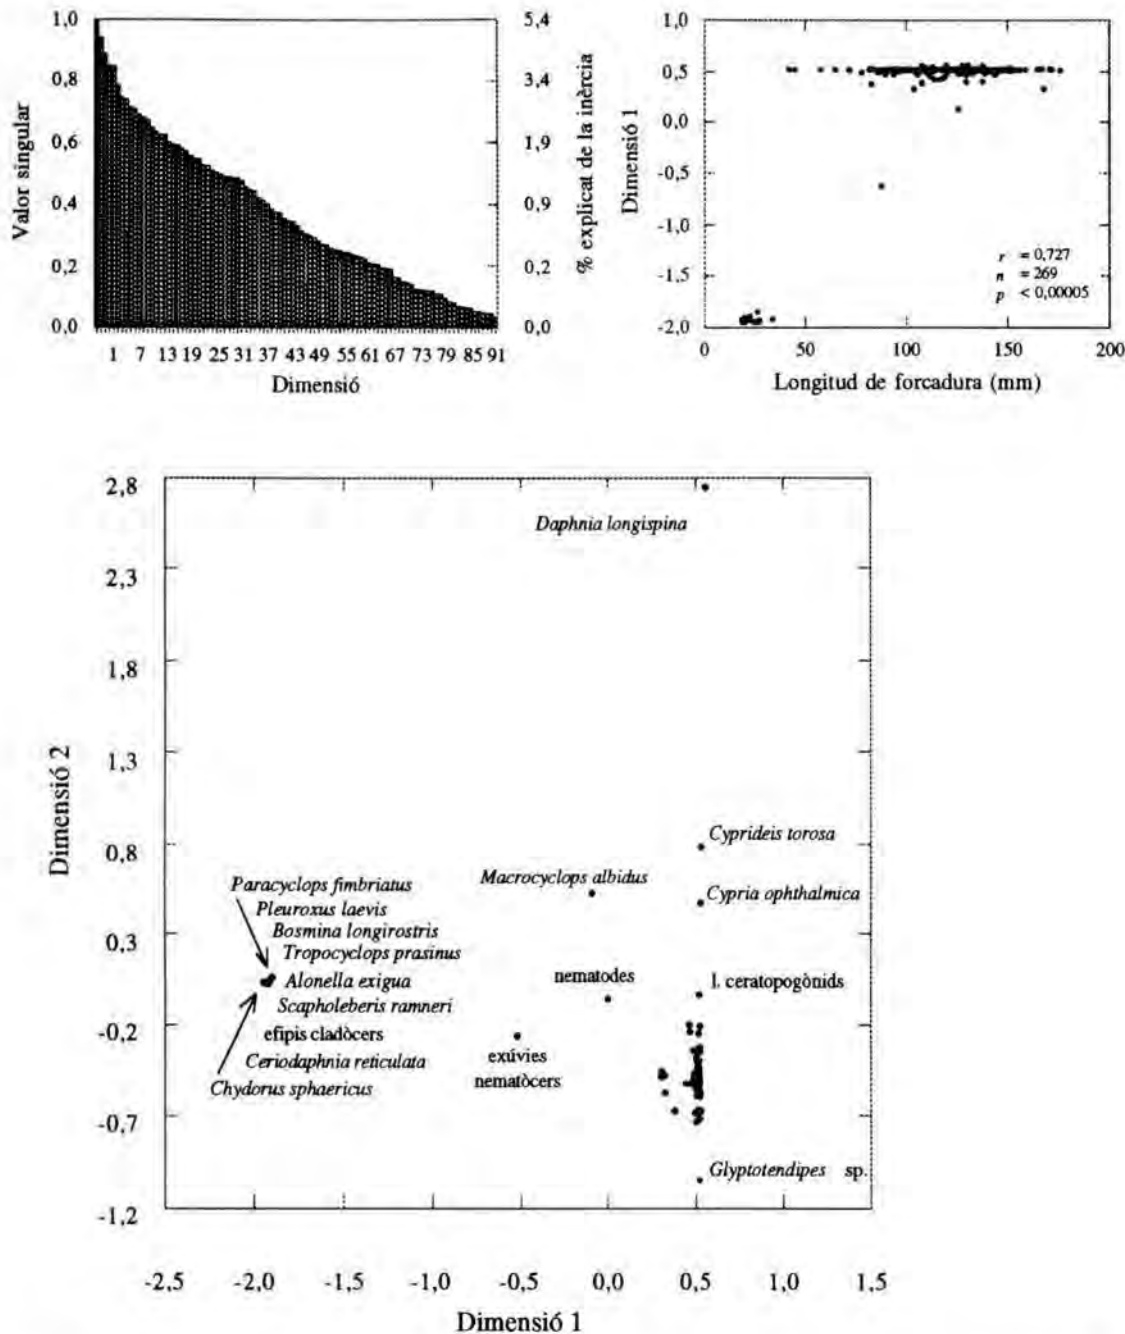 1,0
0,8
0,6
0,4
0,2
0,0
Valor singular
5,4
3,4
1,9
0,9
0,2
0,0
% explicat de la inèrcia
1 7 13 19 25 31 37 43 49 55 61 67 73 79 85 91
Dimensió
1,0
0,5
0,0
-0,5
-1,0
-1,5
-2,0
Dimensió 1
r = 0,727
n = 269
p < 0,00005
0 50 100 150 200
Longitud de forcadura (mm)
2,8
2,3
1,8
1,3
0,8
0,3
-0,2
-0,7
-1,2
Dimensió 2
Daphnia longispina
Cyprideis torosa
Macrocyclops albidus
Cypria ophthalmica
Paracyclops fimbriatus
Pleuroxus laevis
Bosmina longirostris
Tropocyclops prasinus
Alonella exigua
Scapholeberis ramneri
efipis cladòcers
Ceriodaphnia reticulata
Chydorus sphaericus
nematodes
l. ceratopogònids
exúvies
nematòcers
Glyptotendipes sp.
-2,5 -2,0 -1,5 -1,0 -0,5 0,0 0,5 1,0 1,5
Dimensió 1